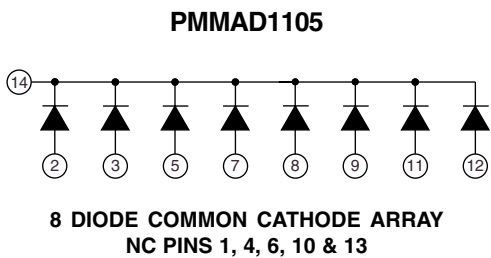 PMMAD1105
14
2 3 5 7 8 9 11 12
8 DIODE COMMON CATHODE ARRAY
NC PINS 1, 4, 6, 10 & 13